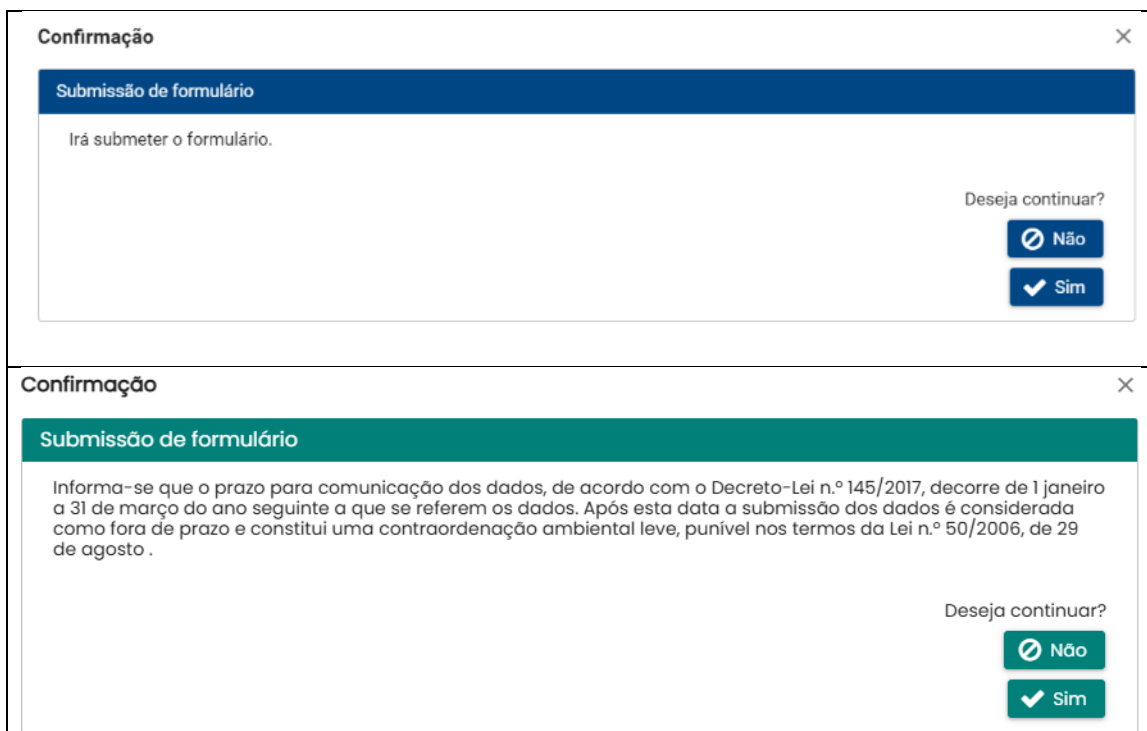 Confirmação
Submissão de formulário
Irá submeter o formulário.
Deseja continuar?
Não
Sim
Confirmação
Submissão de formulário
Informa-se que o prazo para comunicação dos dados, de acordo com o Decreto-Lei n.º 145/2017, decorre de 1 janeiro
a 31 de março do ano seguinte a que se referem os dados. Após esta data a submissão dos dados é considerada
como fora de prazo e constitui uma contraordenação ambiental leve, punível nos termos da Lei n.º 50/2006, de 29
de agosto .
Deseja continuar?
Não
Sim